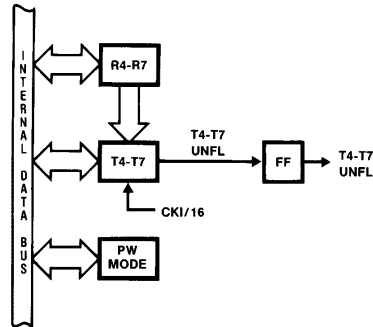 INTERNAL DATA BUS
R4-R7
T4-T7
T4-T7
UNFL
FF
T4-T7
UNFL
CKI/16
PW
MODE